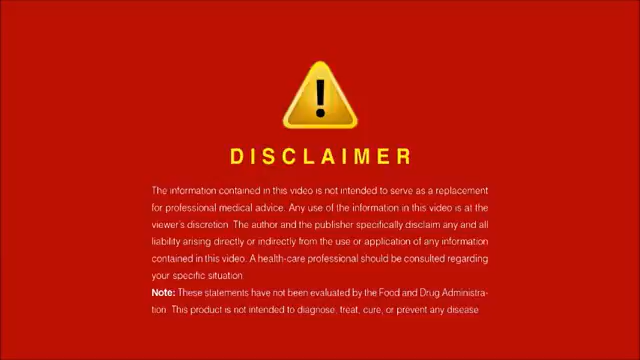 DISCLAIMER
The information contained in this video is not intended to serve as a replacement
for professional medical advice. Any use of the information in this video is at the
viewer's discretion. The author and the publisher specifically disclaim any and all
liability arising directly or indirectly from the use or application of any information
contained in this video. A health-care professional should be consulted regarding
your specific situation.
Note: These statements have not been evaluated by the Food and Drug Administra-
tion. This product is not intended to diagnose, treat, cure, or prevent any disease